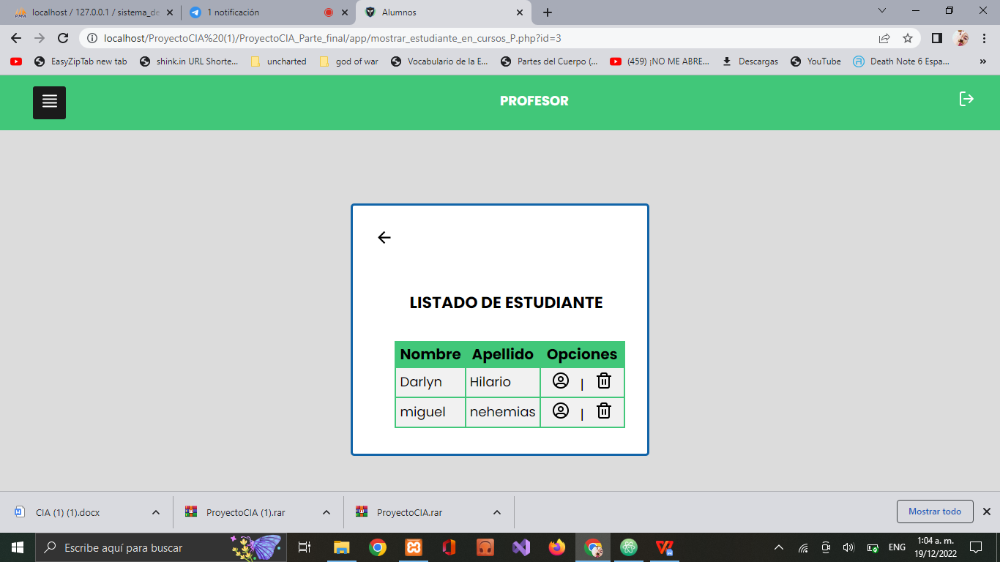 localhost / 127.0.0.1 / sistema_de
1 notificación
Alumnos
localhost/ProyectoCIA%20(1)/ProyectoCIA_Parte_final/app/mostrar_estudiante_en_cursos_P.php?id=3
EasyZipTab new tab
shink.in URL Shorte...
uncharted
god of war
Vocabulario de la E...
Partes del Cuerpo (...
(459) ¡NO ME ABRE...
Descargas
YouTube
Death Note 6 Espa...
»
PROFESOR
LISTADO DE ESTUDIANTE
Nombre Apellido Opciones
Darlyn Hilario |
miguel nehemias |
CIA (1) (1).docx
ProyectoCIA (1).rar
ProyectoCIA.rar
Mostrar todo
Escribe aquí para buscar
ENG
1:04 a. m.
19/12/2022